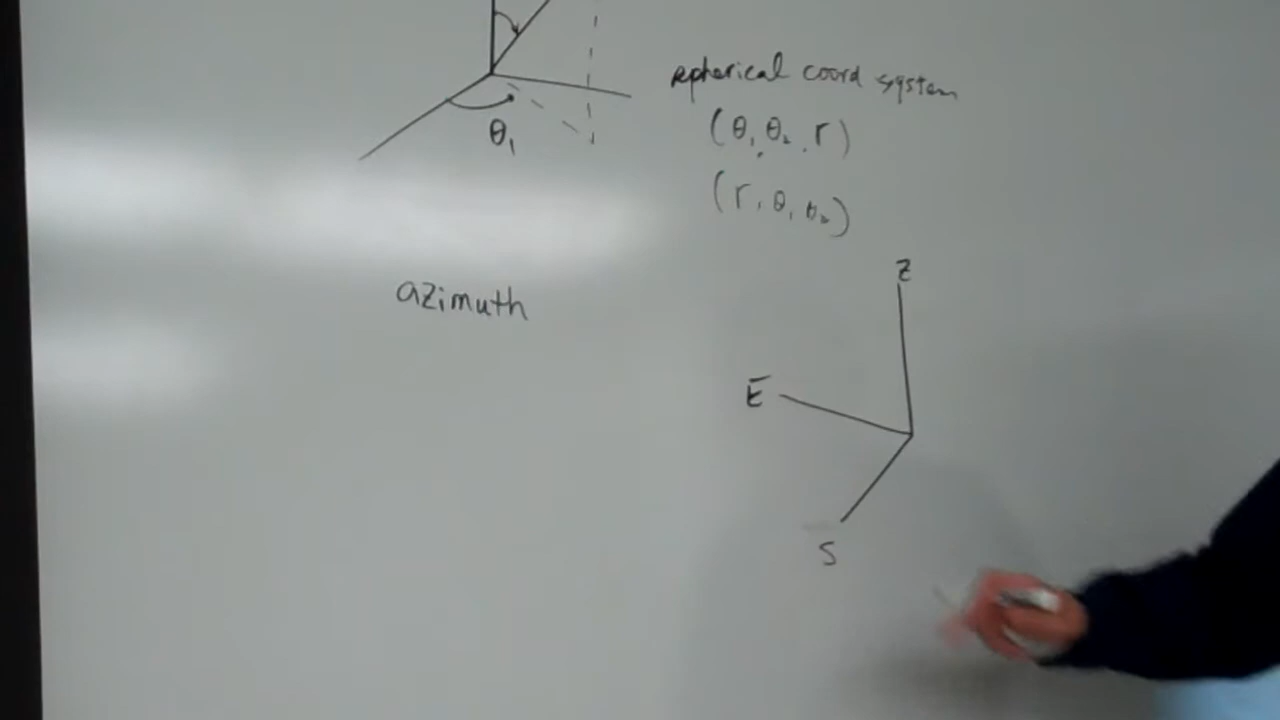 spherical coord system
θ₁
(θ₁, θ₂, r)
(r, θ₁, θ₂)
azimuth
z
E
S